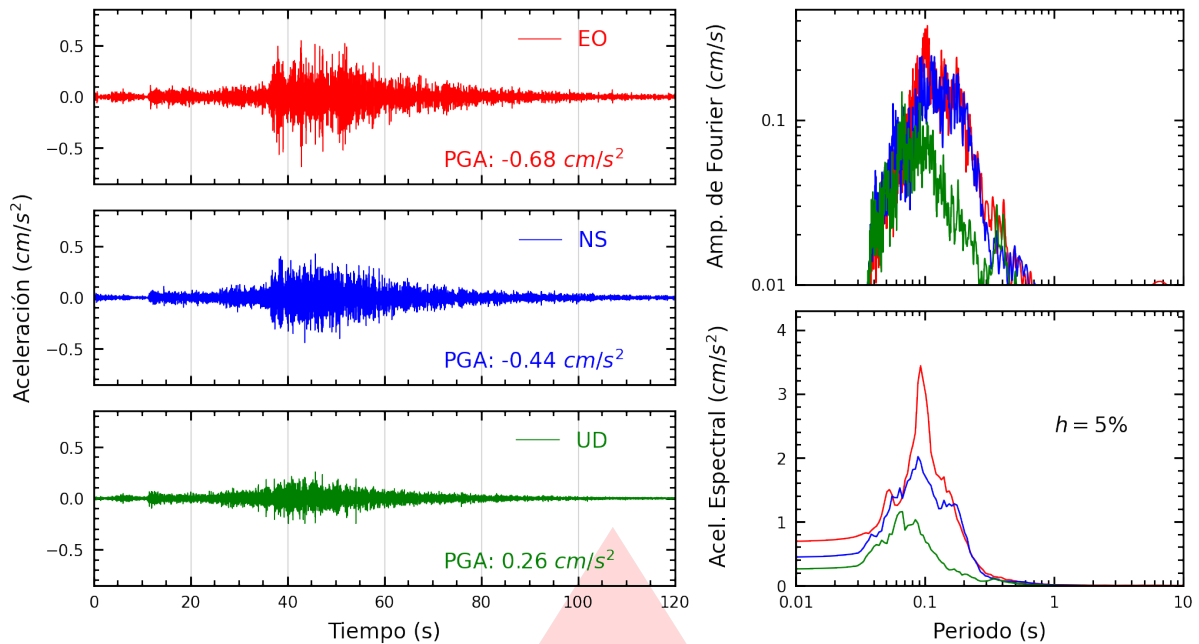 Aceleración (cm/s²)
0.5
0.0
−0.5
EO
PGA: -0.68 cm/s²
0.5
0.0
−0.5
NS
PGA: -0.44 cm/s²
0.5
0.0
−0.5
UD
PGA: 0.26 cm/s²
0 20 40 60 80 100 120
Tiempo (s)
Amp. de Fourier (cm/s)
0.1
0.01
Acel. Espectral (cm/s²)
4
3
2
1
0
h = 5%
0.01 0.1 1 10
Periodo (s)